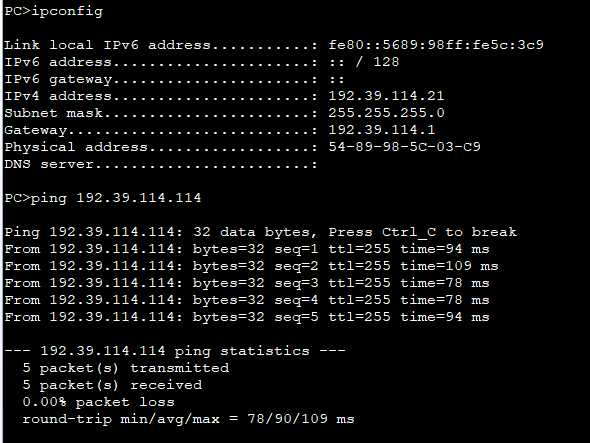 PC>ipconfig
Link local IPv6 address...........: fe80::5689:98ff:fe5c:3c9
IPv6 address......................: :: / 128
IPv6 gateway......................: ::
IPv4 address......................: 192.39.114.21
Subnet mask.......................: 255.255.255.0
Gateway...........................: 192.39.114.1
Physical address..................: 54-89-98-5C-03-C9
DNS server........................:
PC>ping 192.39.114.114
Ping 192.39.114.114: 32 data bytes, Press Ctrl_C to break
From 192.39.114.114: bytes=32 seq=1 ttl=255 time=94 ms
From 192.39.114.114: bytes=32 seq=2 ttl=255 time=109 ms
From 192.39.114.114: bytes=32 seq=3 ttl=255 time=78 ms
From 192.39.114.114: bytes=32 seq=4 ttl=255 time=78 ms
From 192.39.114.114: bytes=32 seq=5 ttl=255 time=94 ms
--- 192.39.114.114 ping statistics ---
5 packet(s) transmitted
5 packet(s) received
0.00% packet loss
round-trip min/avg/max = 78/90/109 ms